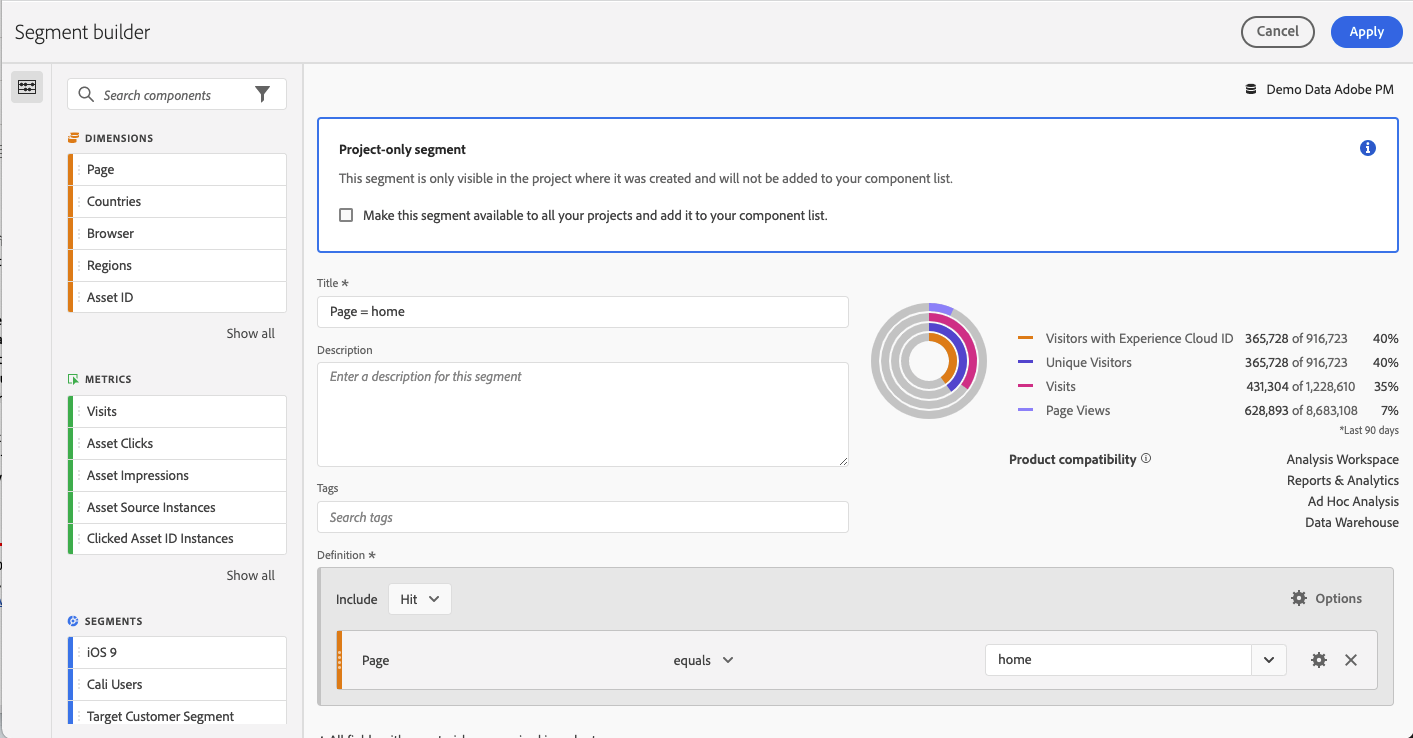 Segment builder
Cancel
Apply
Search components
DIMENSIONS
Page
Countries
Browser
Regions
Asset ID
Show all
METRICS
Visits
Asset Clicks
Asset Impressions
Asset Source Instances
Clicked Asset ID Instances
Show all
SEGMENTS
iOS 9
Cali Users
Target Customer Segment
Demo Data Adobe PM
Project-only segment
This segment is only visible in the project where it was created and will not be added to your component list.
Make this segment available to all your projects and add it to your component list.
Title *
Page = home
Description
Enter a description for this segment
Tags
Search tags
Visitors with Experience Cloud ID 365,728 of 916,723 40%
Unique Visitors 365,728 of 916,723 40%
Visits 431,304 of 1,228,610 35%
Page Views 628,893 of 8,683,108 7%
*Last 90 days
Product compatibility
Analysis Workspace
Reports & Analytics
Ad Hoc Analysis
Data Warehouse
Definition *
Include Hit
Options
Page equals home